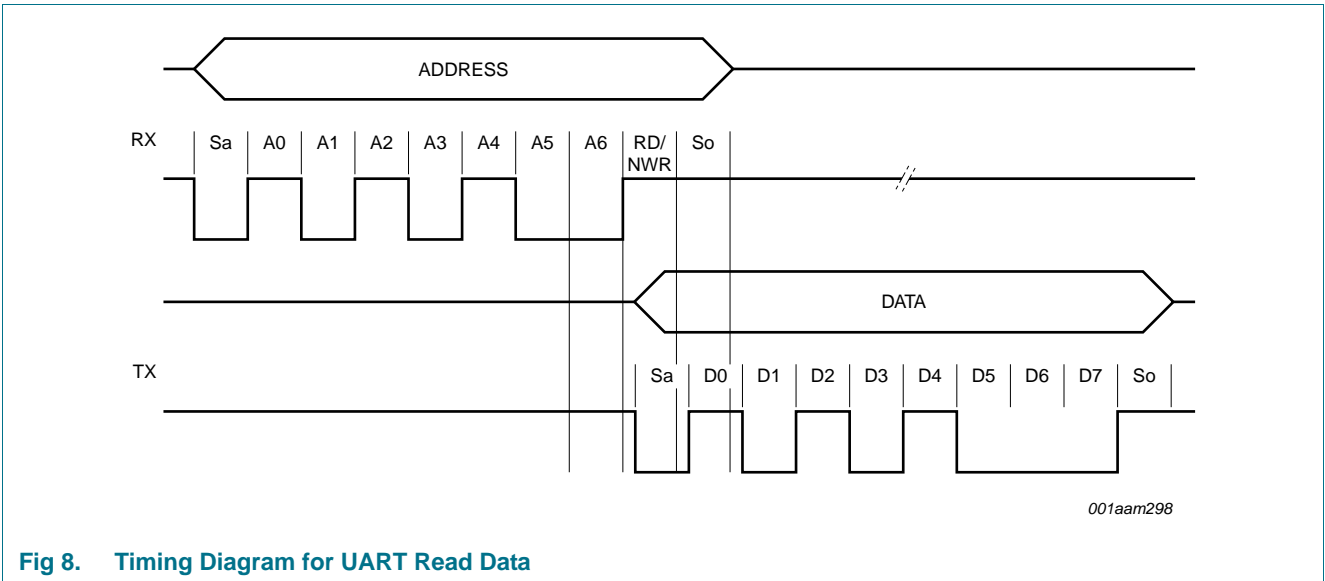 ADDRESS
RX Sa A0 A1 A2 A3 A4 A5 A6 RD/ So
NWR
DATA
TX Sa D0 D1 D2 D3 D4 D5 D6 D7 So
001aam298
Fig 8. Timing Diagram for UART Read Data